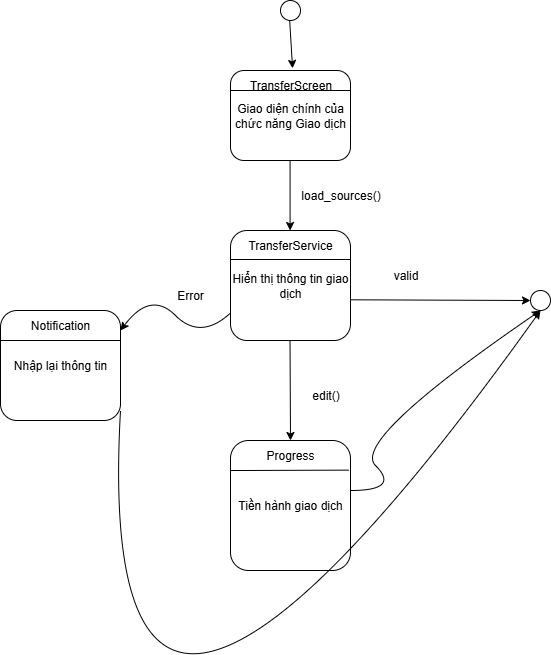 TransferScreen
Giao diện chính của
chức năng Giao dịch
load_sources()
TransferService
Hiển thị thông tin giao
dịch
valid
Error
Notification
Nhập lại thông tin
edit()
Progress
Tiền hành giao dịch